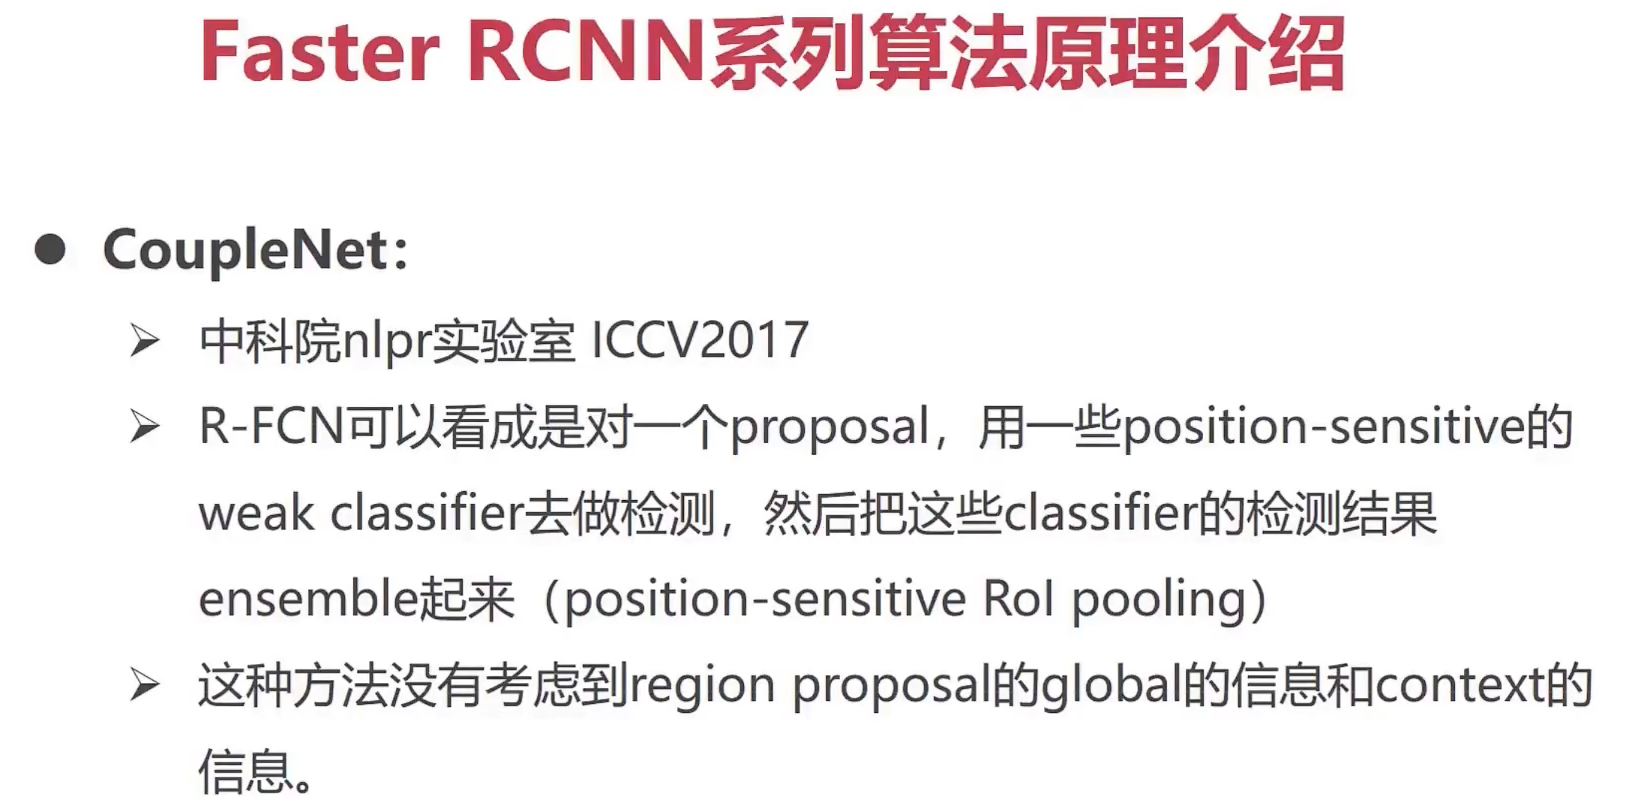 Faster RCNN系列算法原理介绍
● CoupleNet：
➢ 中科院nlpr实验室 ICCV2017
➢ R-FCN可以看成是对一个proposal，用一些position-sensitive的
weak classifier去做检测，然后把这些classifier的检测结果
ensemble起来（position-sensitive RoI pooling）
➢ 这种方法没有考虑到region proposal的global的信息和context的
信息。